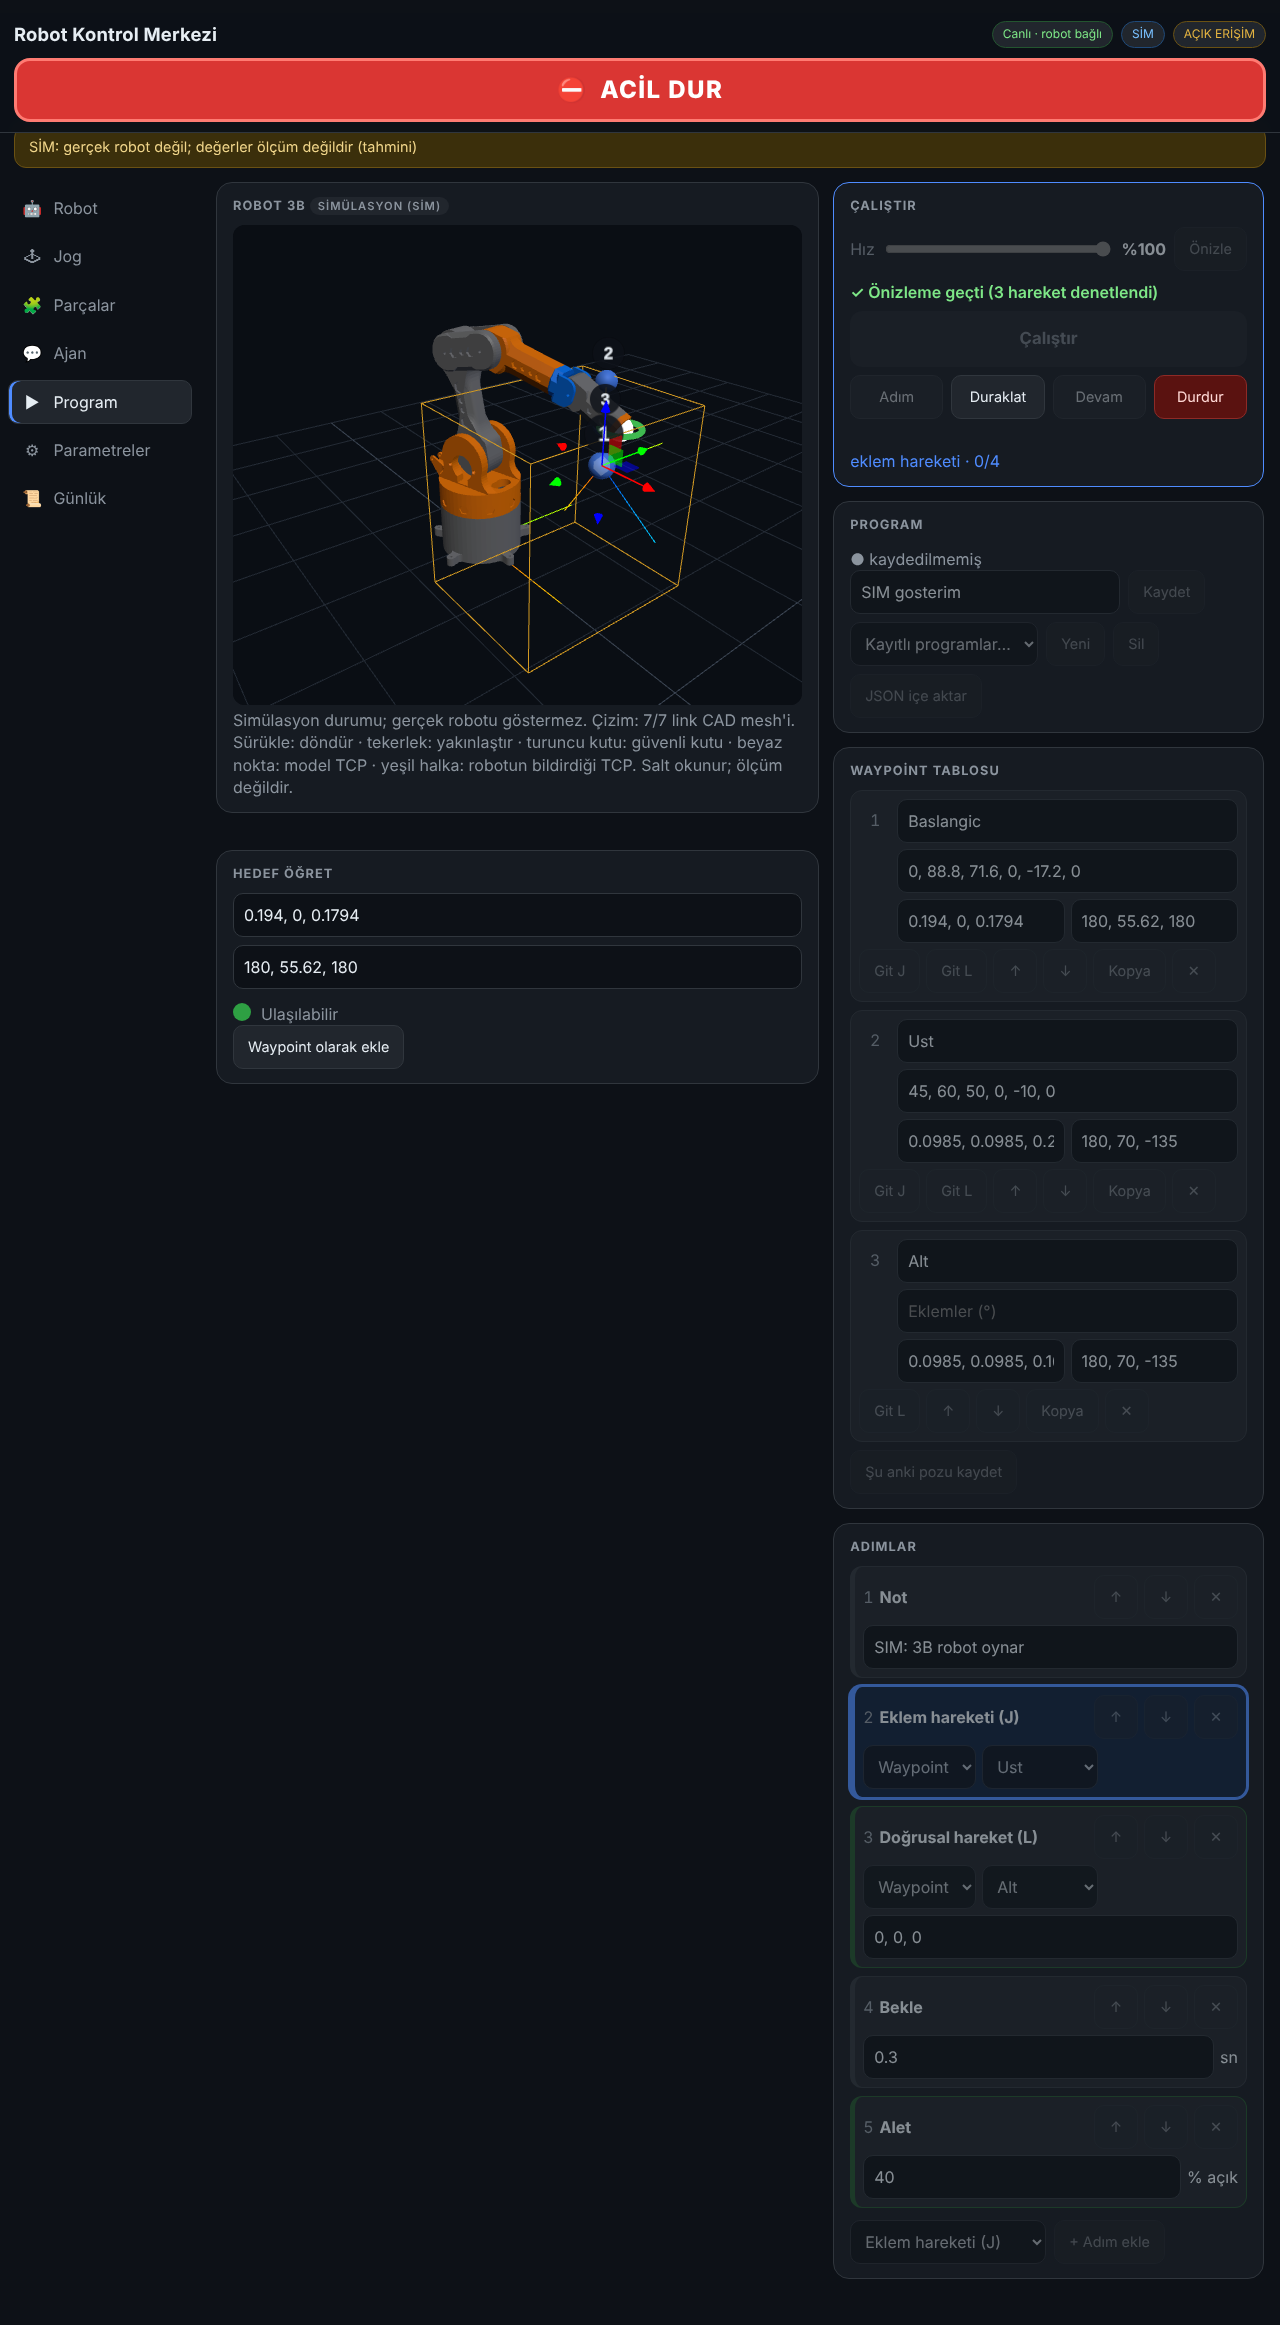 Robot Kontrol Merkezi
Canlı · robot bağlı
SİM
AÇIK ERİŞİM
ACİL DUR
SİM: gerçek robot değil; değerler ölçüm değildir (tahmini)
Robot
Jog
Parçalar
Ajan
Program
Parametreler
Günlük
ROBOT 3B SİMÜLASYON (SİM)
2
3
1
Simülasyon durumu; gerçek robotu göstermez. Çizim: 7/7 link CAD mesh'i.
Sürükle: döndür · tekerlek: yakınlaştır · turuncu kutu: güvenli kutu · beyaz
nokta: model TCP · yeşil halka: robotun bildirdiği TCP. Salt okunur; ölçüm
değildir.
HEDEF ÖĞRET
0.194, 0, 0.1794
180, 55.62, 180
Ulaşılabilir
Waypoint olarak ekle
ÇALIŞTIR
Hız %100 Önizle
✓ Önizleme geçti (3 hareket denetlendi)
Çalıştır
Adım Duraklat Devam Durdur
eklem hareketi · 0/4
PROGRAM
● kaydedilmemiş
SIM gosterim Kaydet
Kayıtlı programlar... Yeni Sil
JSON içe aktar
WAYPOİNT TABLOSU
1 Baslangic
0, 88.8, 71.6, 0, -17.2, 0
0.194, 0, 0.1794 180, 55.62, 180
Git J Git L ↑ ↓ Kopya ✕
2 Ust
45, 60, 50, 0, -10, 0
0.0985, 0.0985, 0.2 180, 70, -135
Git J Git L ↑ ↓ Kopya ✕
3 Alt
Eklemler (°)
0.0985, 0.0985, 0.1 180, 70, -135
Git L ↑ ↓ Kopya ✕
Şu anki pozu kaydet
ADIMLAR
1 Not ↑ ↓ ✕
SIM: 3B robot oynar
2 Eklem hareketi (J) ↑ ↓ ✕
Waypoint Ust
3 Doğrusal hareket (L) ↑ ↓ ✕
Waypoint Alt
0, 0, 0
4 Bekle ↑ ↓ ✕
0.3 sn
5 Alet ↑ ↓ ✕
40 % açık
Eklem hareketi (J) + Adım ekle